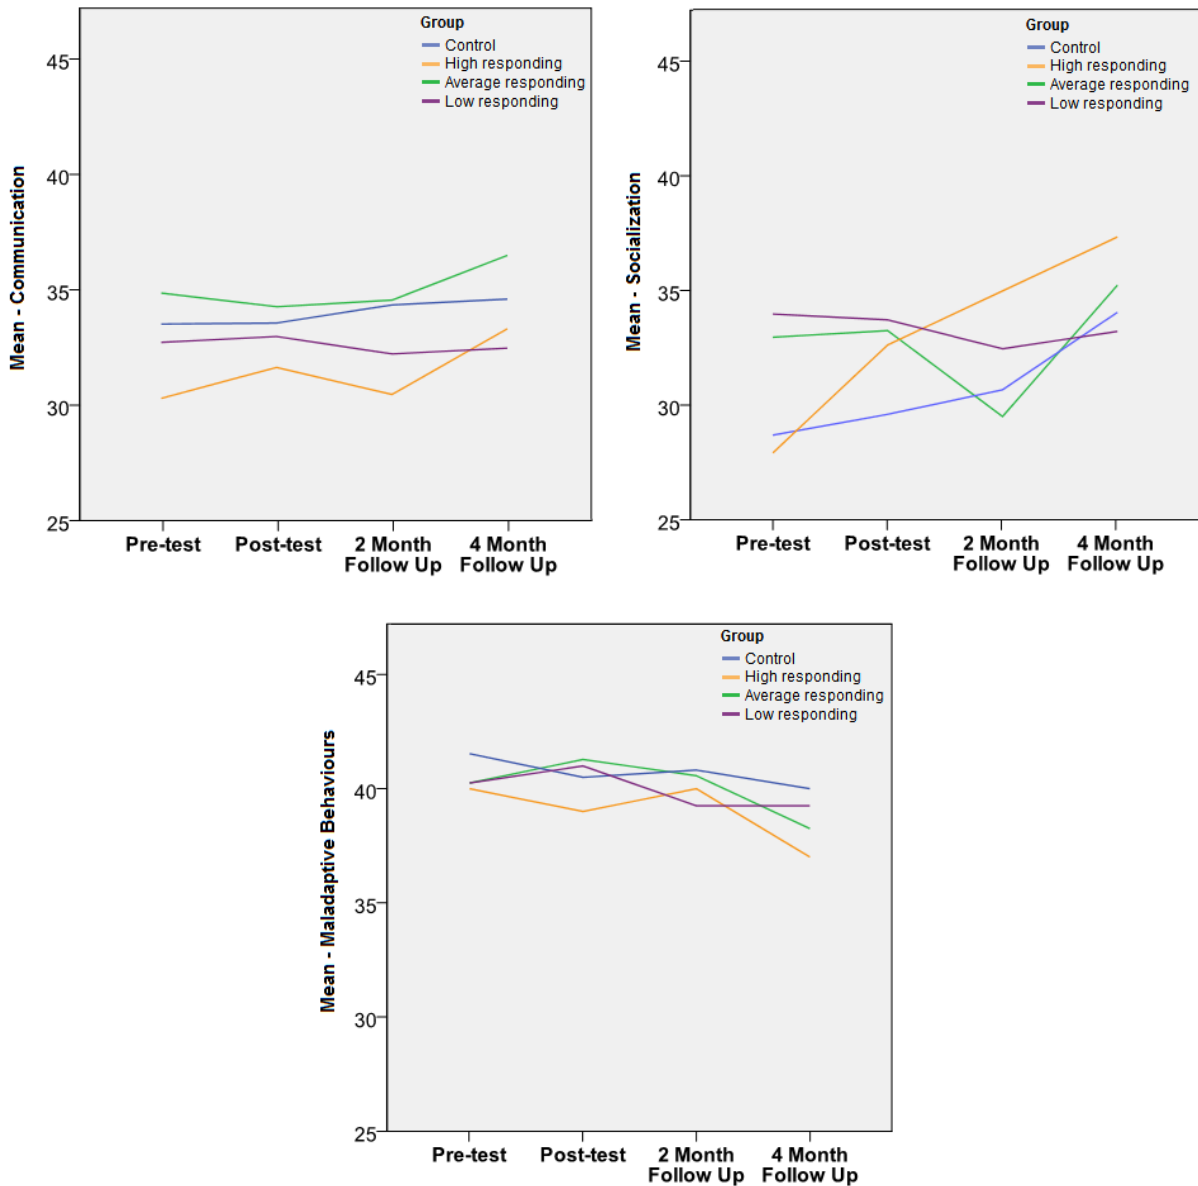 Group
Control
High responding
Average responding
Low responding
Mean - Communication
45
40
35
30
25
Pre-test
Post-test
2 Month
Follow Up
4 Month
Follow Up
Group
Control
High responding
Average responding
Low responding
Mean - Socialization
45
40
35
30
25
Pre-test
Post-test
2 Month
Follow Up
4 Month
Follow Up
Group
Control
High responding
Average responding
Low responding
Mean - Maladaptive Behaviours
45
40
35
30
25
Pre-test
Post-test
2 Month
Follow Up
4 Month
Follow Up